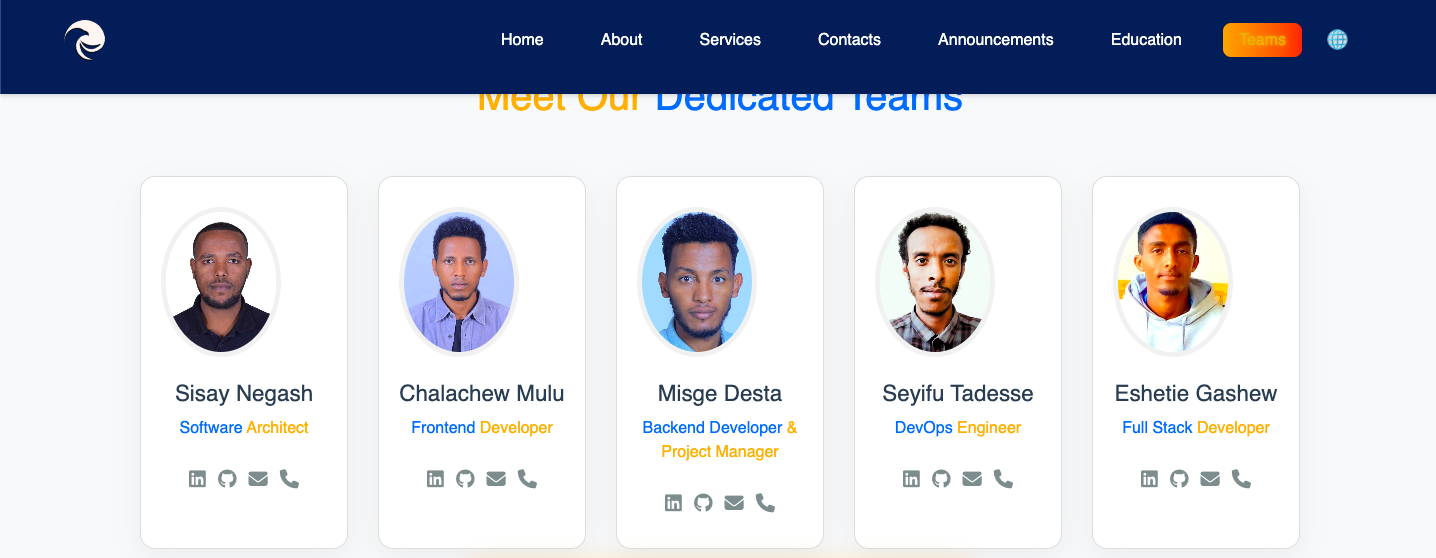 Home About Services Contacts Announcements Education Teams
Meet Our Dedicated Teams
Sisay Negash
Software Architect
Chalachew Mulu
Frontend Developer
Misge Desta
Backend Developer &
Project Manager
Seyifu Tadesse
DevOps Engineer
Eshetie Gashew
Full Stack Developer